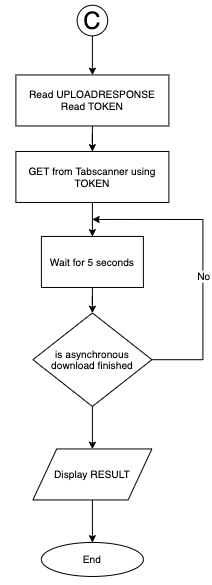 C
Read UPLOADRESPONSE
Read TOKEN
GET from Tabscanner using
TOKEN
Wait for 5 seconds
No
is asynchronous
download finished
Display RESULT
End